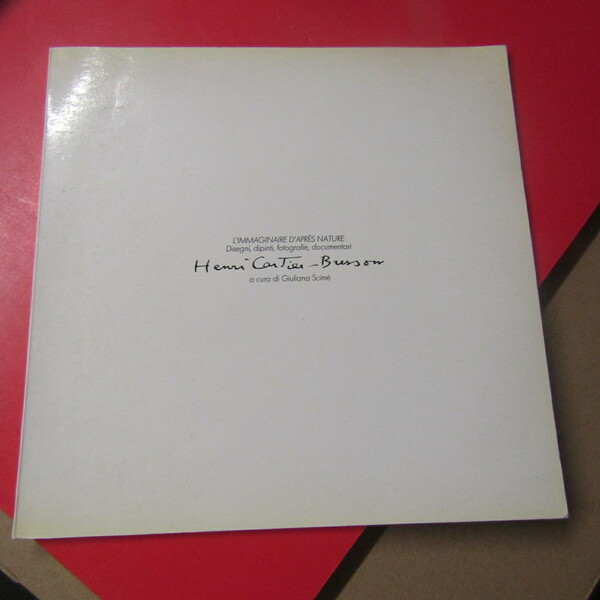 L'IMMAGINAIRE D'APRÈS NATURE
Disegni, dipinti, fotografie, documentari
Henri Cartier-Bresson
a cura di Giuliana Scimé